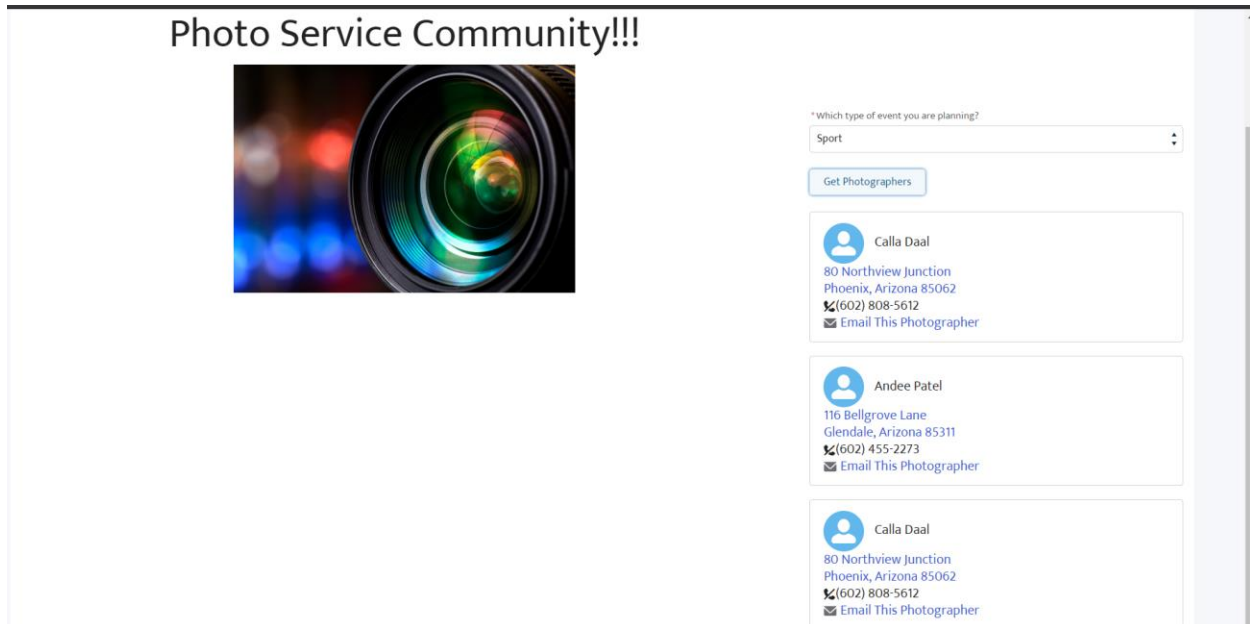 Photo Service Community!!!
*Which type of event you are planning?
Sport
Get Photographers
Calla Daal
80 Northview Junction
Phoenix, Arizona 85062
(602) 808-5612
Email This Photographer
Andee Patel
116 Bellgrove Lane
Glendale, Arizona 85311
(602) 455-2273
Email This Photographer
Calla Daal
80 Northview Junction
Phoenix, Arizona 85062
(602) 808-5612
Email This Photographer